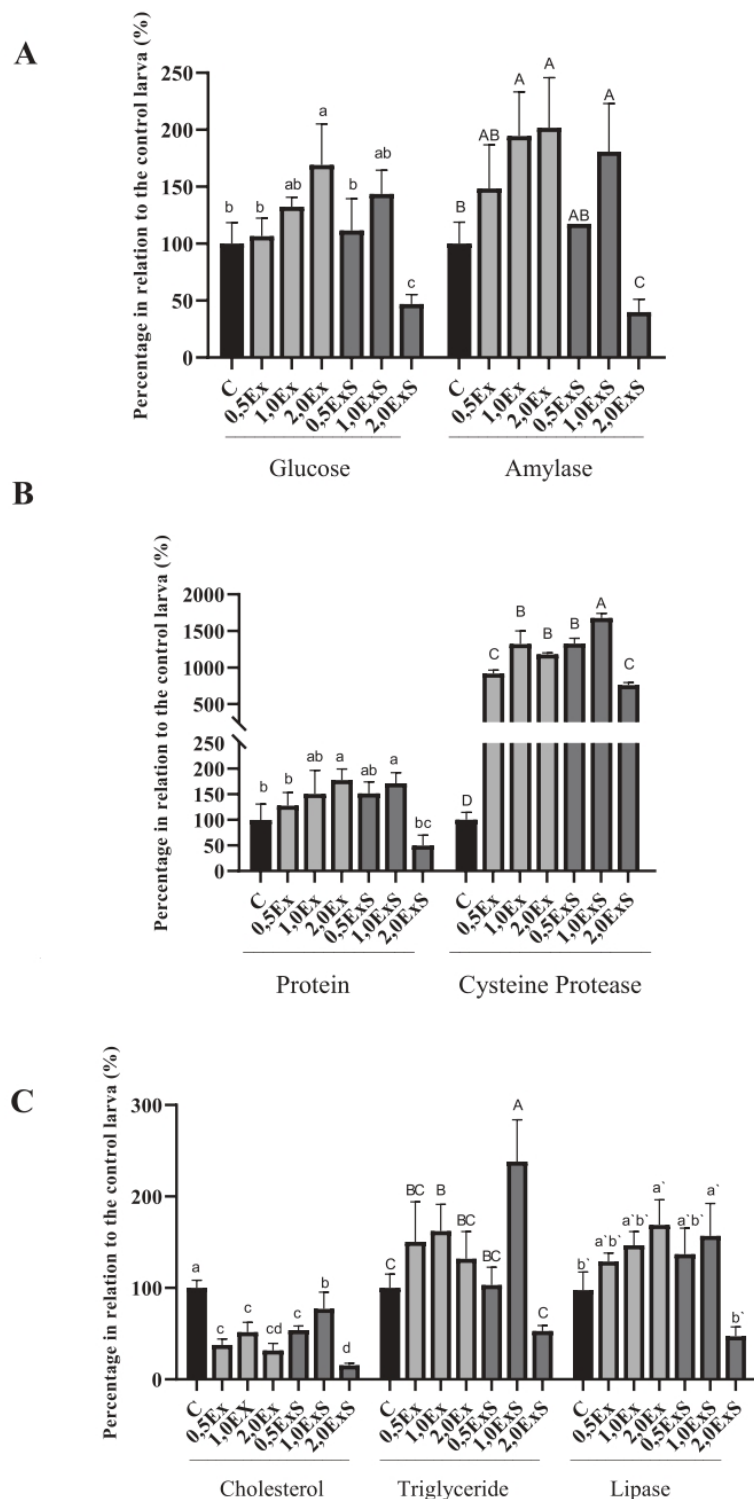 A
Percentage in relation to the control larva (%)
250
200
150
100
50
0
b b ab a b ab c B AB A A AB A C
C 0,5Ex 1,0Ex 2,0Ex 0,5ExS 1,0ExS 2,0ExS C 0,5Ex 1,0Ex 2,0Ex 0,5ExS 1,0ExS 2,0ExS
Glucose Amylase
B
Percentage in relation to the control larva (%)
2000
1500
1000
500
250
200
150
100
50
0
b b ab a ab a bc D C B B B A C
C 0,5Ex 1,0Ex 2,0Ex 0,5ExS 1,0ExS 2,0ExS C 0,5Ex 1,0Ex 2,0Ex 0,5ExS 1,0ExS 2,0ExS
Protein Cysteine Protease
C
Percentage in relation to the control larva (%)
300
200
100
0
a c c cd c b d C BC B BC BC A C b` a`b` a`b` a` a`b` a` b`
C 0,5Ex 1,0EX 2,0Ex 0,5ExS 1,0ExS 2,0ExS C 0,5Ex 1,0Ex 2,0Ex 0,5ExS 1,0ExS 2,0ExS C 0,5Ex 1,0Ex 2,0Ex 0,5ExS 1,0ExS 2,0ExS
Cholesterol Triglyceride Lipase